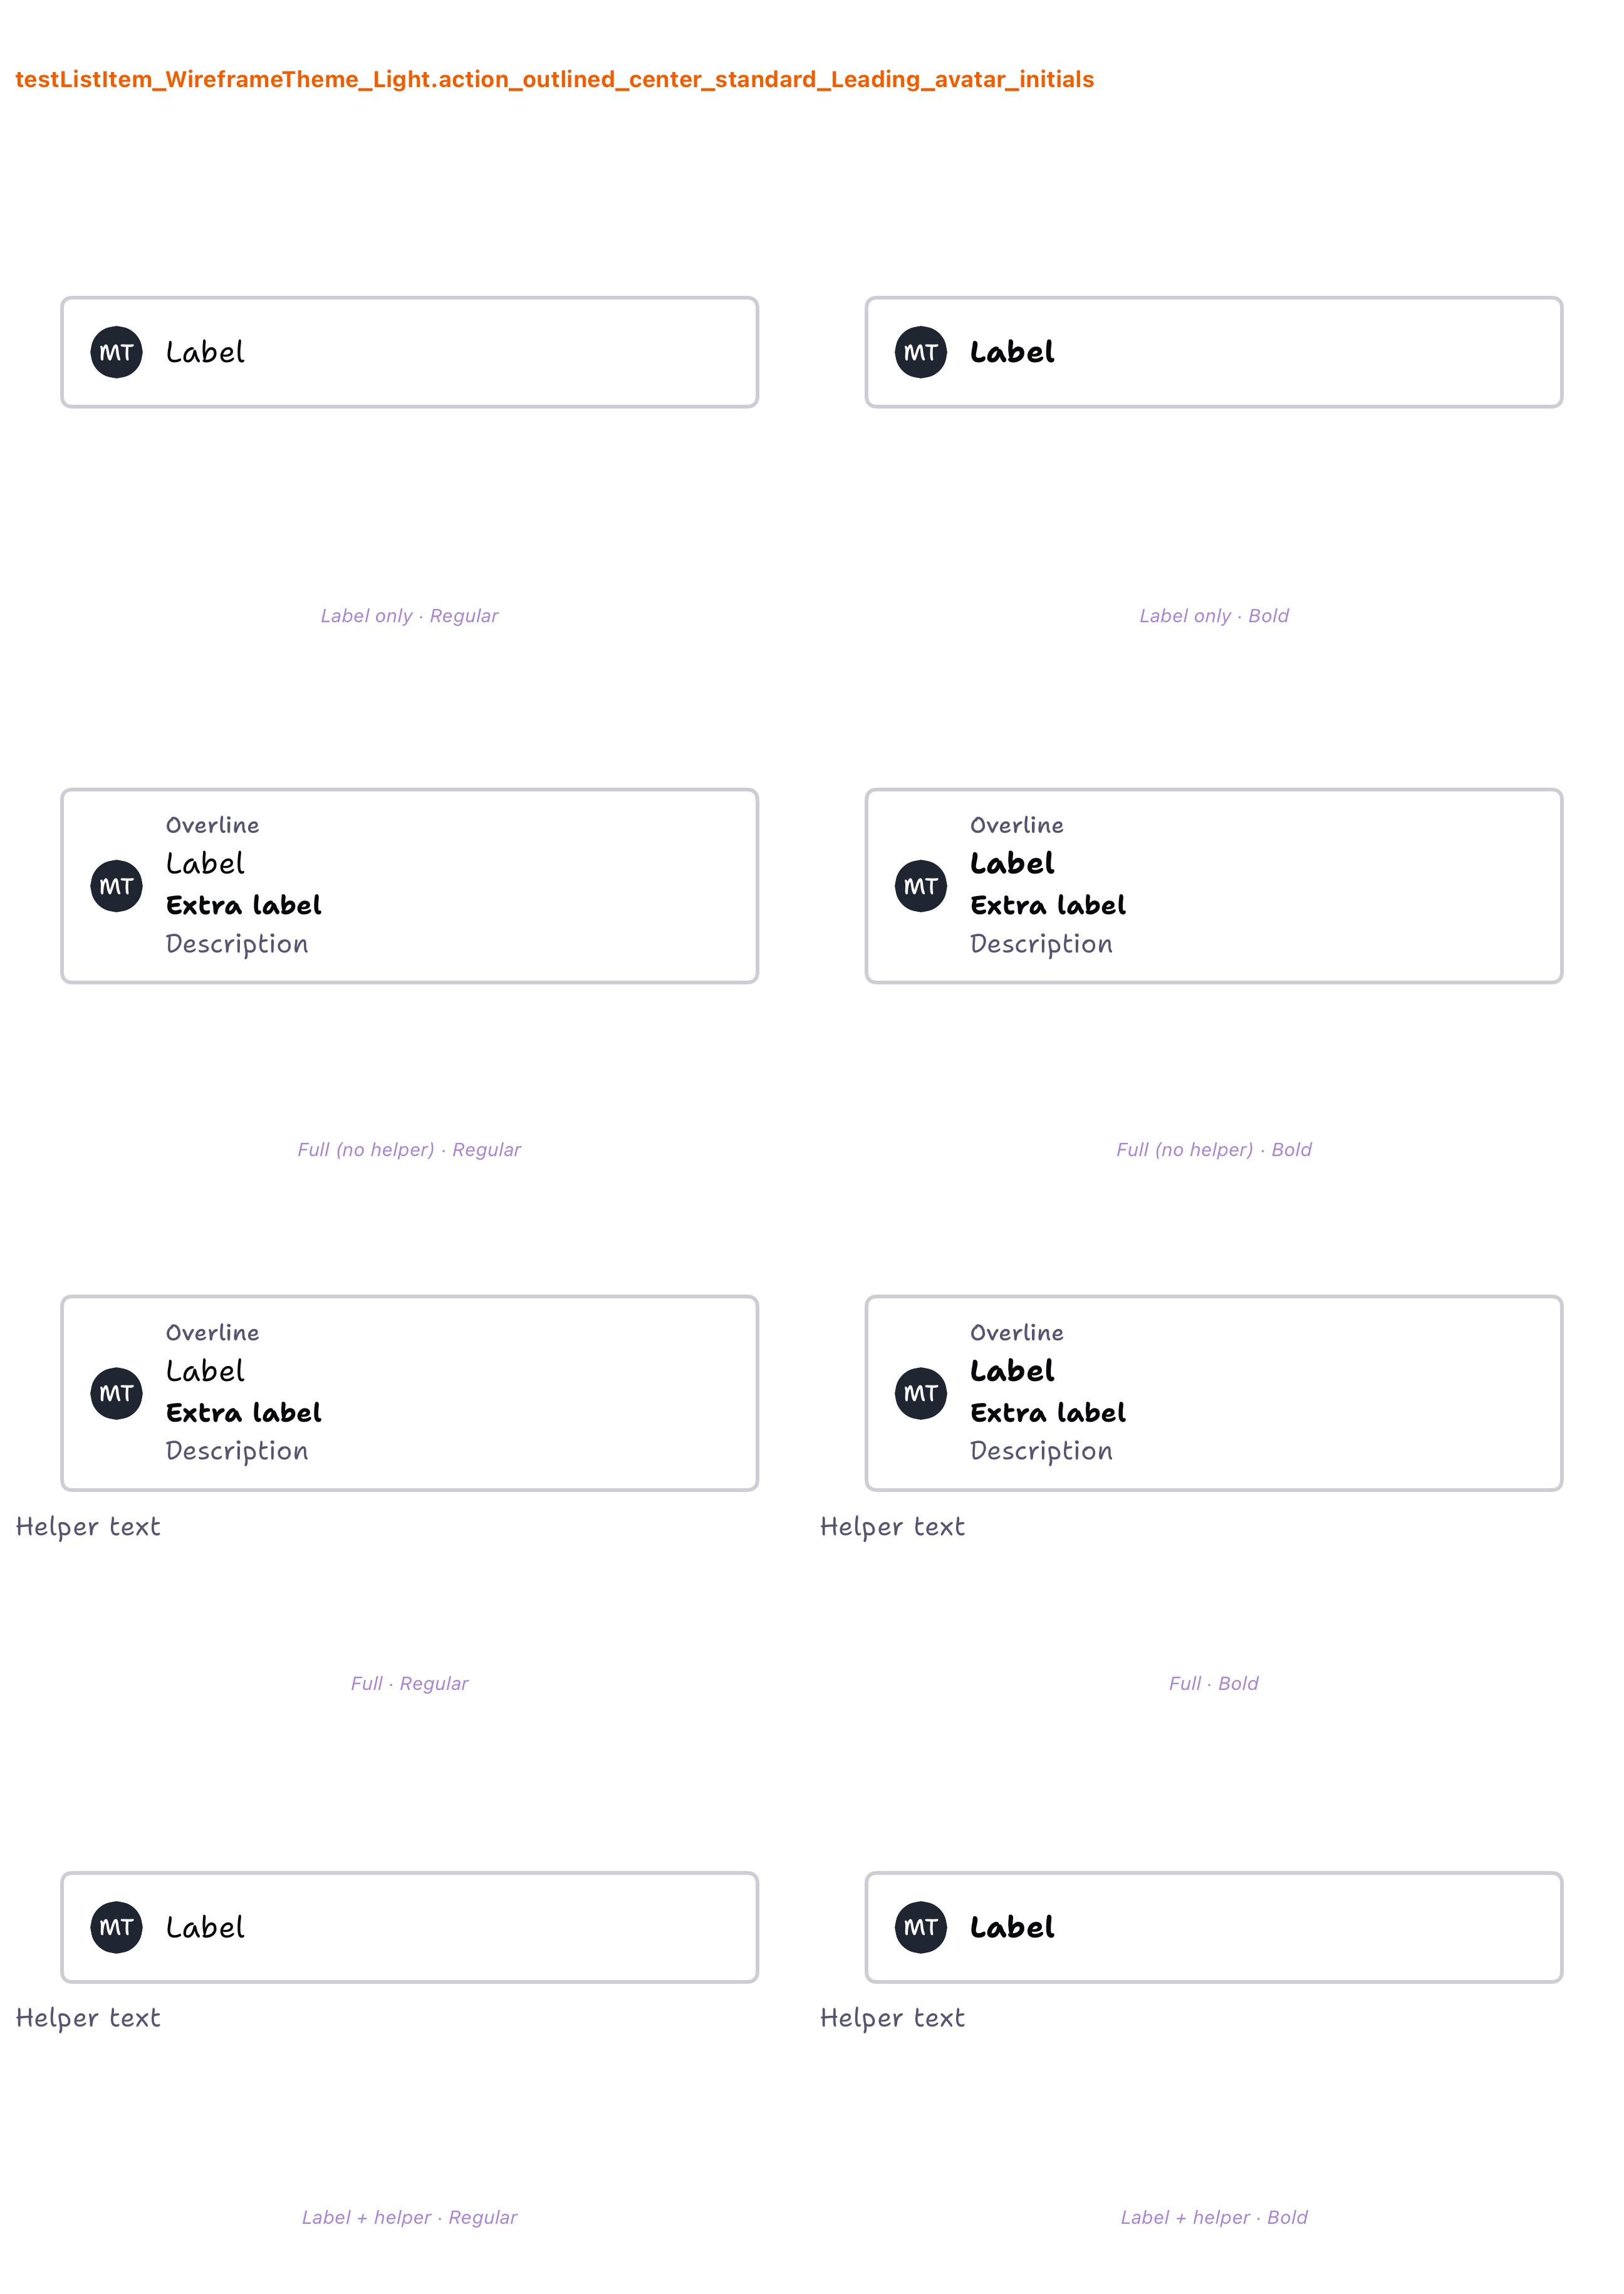 testListItem_WireframeTheme_Light.action_outlined_center_standard_Leading_avatar_initials
MT Label
MT Label
Label only · Regular
Label only · Bold
Overline
Label
MT
Extra label
Description
Overline
Label
MT
Extra label
Description
Full (no helper) · Regular
Full (no helper) · Bold
Overline
Label
MT
Extra label
Description
Helper text
Overline
Label
MT
Extra label
Description
Helper text
Full · Regular
Full · Bold
MT Label
Helper text
MT Label
Helper text
Label + helper · Regular
Label + helper · Bold